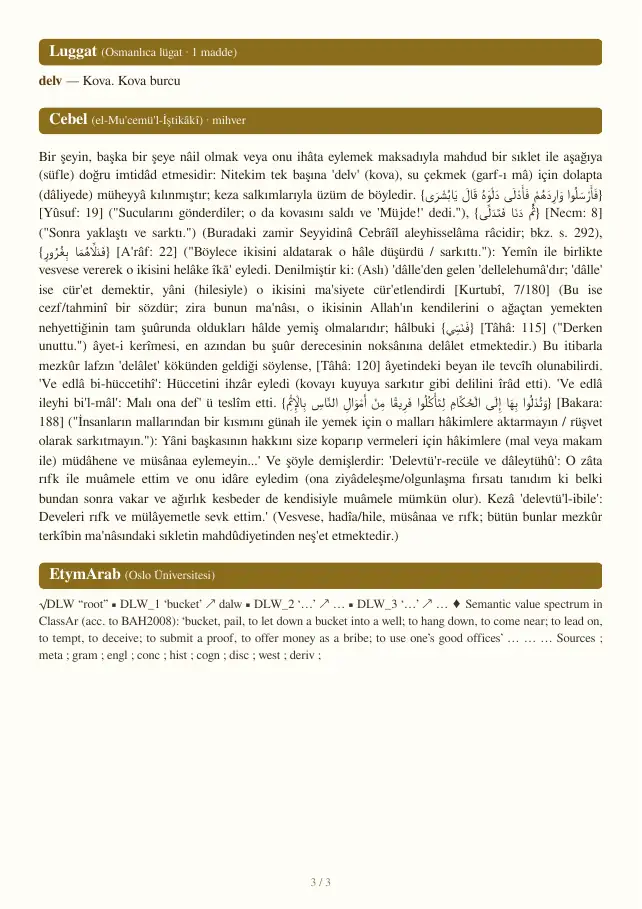 Luggat (Osmanlıca lügat · 1 madde)
delv — Kova. Kova burcu
Cebel (el-Mu'cemü'l-İştikâkî) · mihver
Bir şeyin, başka bir şeye nâil olmak veya onu ihâta eylemek maksadıyla mahdud bir sıklet ile aşağıya
(süfle) doğru imtidâd etmesidir: Nitekim tek başına 'delv' (kova), su çekmek (garf-ı mâ) için dolapta
(dâliyede) müheyyâ kılınmıştır; keza salkımlarıyla üzüm de böyledir. {فَأَرْسَلُوا وَارِدَهُمْ فَأَدْلَى دَلْوَهُ قَالَ يَابُشْرَى}
[Yûsuf: 19] ("Sucularını gönderdiler; o da kovasını saldı ve 'Müjde!' dedi."), {ثُمَّ دَنَا فَتَدَلَّى} [Necm: 8]
("Sonra yaklaştı ve sarktı.") (Buradaki zamir Seyyidinâ Cebrâîl aleyhisselâma râcidir; bkz. s. 292),
{فَدَلَّاهُمَا بِغُرُورٍ} [A'râf: 22] ("Böylece ikisini aldatarak o hâle düşürdü / sarkıttı."): Yemîn ile birlikte
vesvese vererek o ikisini helâke îkā' eyledi. Denilmiştir ki: (Aslı) 'dâlle'den gelen 'dellelehumâ'dır; 'dâlle'
ise cür'et demektir, yâni (hilesiyle) o ikisini ma'siyete cür'etlendirdi [Kurtubî, 7/180] (Bu ise
cezf/tahminî bir sözdür; zira bunun ma'nâsı, o ikisinin Allah'ın kendilerini o ağaçtan yemekten
nehyettiğinin tam şuûrunda oldukları hâlde yemiş olmalarıdır; hâlbuki {فَنَسِيَ} [Tâhâ: 115] ("Derken
unuttu.") âyet-i kerîmesi, en azından bu şuûr derecesinin noksânına delâlet etmektedir.) Bu itibarla
mezkûr lafzın 'delâlet' kökünden geldiği söylense, [Tâhâ: 120] âyetindeki beyan ile tevcîh olunabilirdi.
'Ve edlâ bi-hüccetihî': Hüccetini ihzâr eyledi (kovayı kuyuya sarkıtır gibi delilini îrâd etti). 'Ve edlâ
ileyhi bi'l-mâl': Malı ona def' ü teslîm etti. {وَتُدْلُوا بِهَا إِلَى الْحُكَّامِ لِتَأْكُلُوا فَرِيقًا مِنْ أَمْوَالِ النَّاسِ بِالْإِثْمِ} [Bakara:
188] ("İnsanların mallarından bir kısmını günah ile yemek için o malları hâkimlere aktarmayın / rüşvet
olarak sarkıtmayın."): Yâni başkasının hakkını size koparıp vermeleri için hâkimlere (mal veya makam
ile) müdâhene ve müsânaa eylemeyin...' Ve şöyle demişlerdir: 'Delevtü'r-recüle ve dâleytühû': O zâta
rıfk ile muâmele ettim ve onu idâre eyledim (ona ziyâdeleşme/olgunlaşma fırsatı tanıdım ki belki
bundan sonra vakar ve ağırlık kesbeder de kendisiyle muâmele mümkün olur). Kezâ 'delevtü'l-ibile':
Develeri rıfk ve mülâyemetle sevk ettim.' (Vesvese, hadîa/hile, müsânaa ve rıfk; bütün bunlar mezkûr
terkîbin ma'nâsındaki sıkletin mahdûdiyetinden neş'et etmektedir.)
EtymArab (Oslo Üniversitesi)
√DLW “root” ▪ DLW_1 ‘bucket’ ↗ dalw ▪ DLW_2 ‘…’ ↗ … ▪ DLW_3 ‘…’ ↗ … ♦ Semantic value spectrum in
ClassAr (acc. to BAH2008): ‘bucket, pail, to let down a bucket into a well; to hang down, to come near; to lead on,
to tempt, to deceive; to submit a proof, to offer money as a bribe; to use one’s good offices’ … … … Sources ;
meta ; gram ; engl ; conc ; hist ; cogn ; disc ; west ; deriv ;
3 / 3